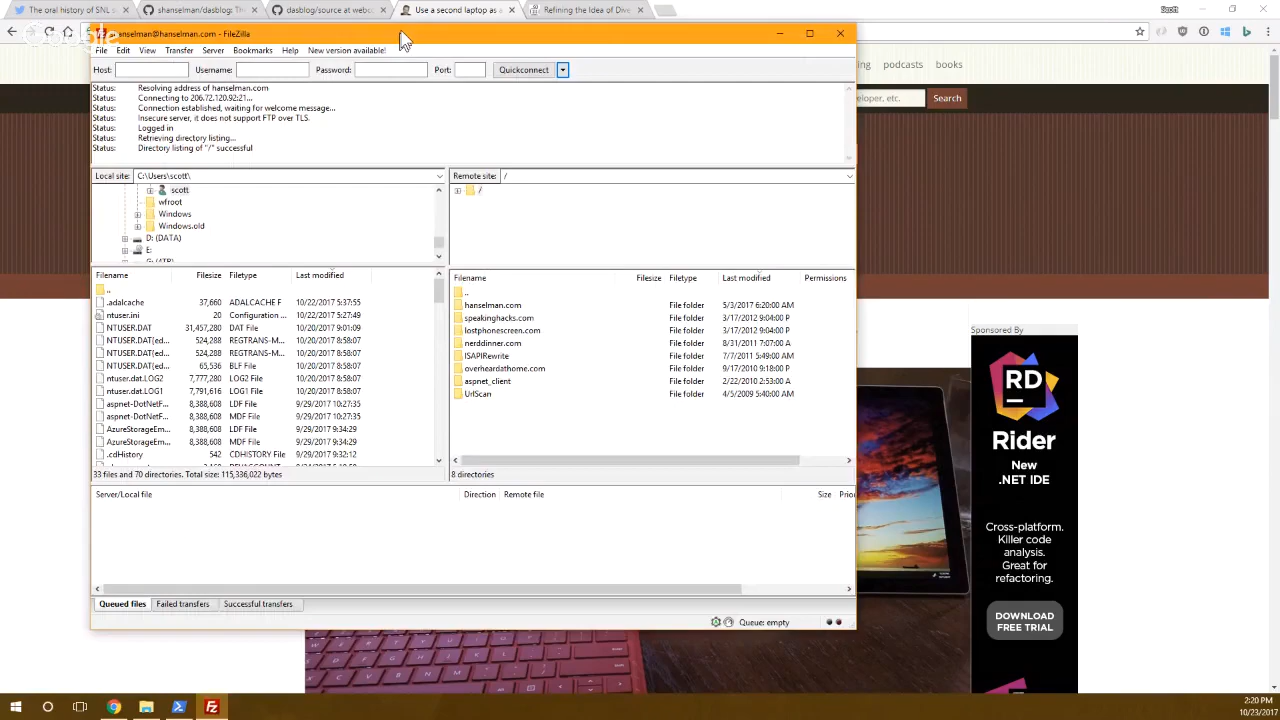 The oral history of SNL s
shanselman/dasblog: Th
dasblog/source at webc
Use a second laptop as a
Refining the Idea of Dive
Scott
Google
hanselman@hanselman.com - FileZilla
File Edit View Transfer Server Bookmarks Help New version available!
Host: Username: Password: Port: Quickconnect
Status: Resolving address of hanselman.com
Status: Connecting to 206.72.120.92:21...
Status: Connection established, waiting for welcome message...
Status: Insecure server, it does not support FTP over TLS.
Status: Logged in
Status: Retrieving directory listing...
Status: Directory listing of "/" successful
Local site: C:\Users\scott\
scott
wfroot
Windows
Windows.old
D: (DATA)
E:
G: (4TB)
Filename Filesize Filetype Last modified
..
.adalcache 37,660 ADALCACHE F 10/22/2017 5:37:55
ntuser.ini 20 Configuration ... 10/22/2017 5:27:49
NTUSER.DAT 31,457,280 DAT File 10/20/2017 9:01:09
NTUSER.DAT{ed... 524,288 REGTRANS-M... 10/20/2017 8:58:07
NTUSER.DAT{ed... 524,288 REGTRANS-M... 10/20/2017 8:58:07
NTUSER.DAT{ed... 65,536 BLF File 10/20/2017 8:58:07
ntuser.dat.LOG2 7,777,280 LOG2 File 10/20/2017 8:58:07
ntuser.dat.LOG1 7,791,616 LOG1 File 10/20/2017 8:58:07
aspnet-DotNetF... 8,388,608 LDF File 9/29/2017 10:27:35
aspnet-DotNetF... 8,388,608 MDF File 9/29/2017 10:27:35
AzureStorageEm... 8,388,608 LDF File 9/29/2017 9:34:29
AzureStorageEm... 8,388,608 MDF File 9/29/2017 9:34:29
.cdHistory 542 CDHISTORY File 9/29/2017 9:32:12
33 files and 70 directories. Total size: 115,336,022 bytes
Remote site: /
/
Filename Filesize Filetype Last modified Permissions
..
hanselman.com File folder 5/3/2017 6:20:00 AM
speakinghacks.com File folder 3/17/2012 9:04:00 P
lostphonescreen.com File folder 3/17/2012 9:04:00 P
nerddinner.com File folder 8/31/2011 7:07:00 A
ISAPIRewrite File folder 7/7/2011 5:49:00 AM
overheardathome.com File folder 9/17/2010 9:18:00 P
aspnet_client File folder 2/22/2010 2:53:00 A
UrlScan File folder 4/5/2009 5:40:00 AM
8 directories
Server/Local file Direction Remote file Size Prior
Queued files Failed transfers Successful transfers
Queue: empty
ing podcasts books
eloper, etc. Search
Sponsored By
RD
Rider
New
.NET IDE
Cross-platform.
Killer code
analysis.
Great for
refactoring.
DOWNLOAD
FREE TRIAL
2:20 PM
10/23/2017